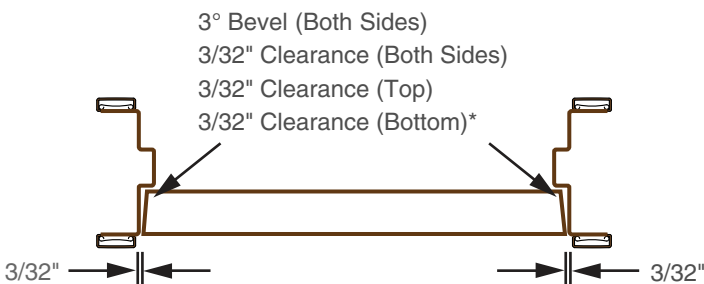 3° Bevel (Both Sides)
3/32" Clearance (Both Sides)
3/32" Clearance (Top)
3/32" Clearance (Bottom)*
3/32"
3/32"